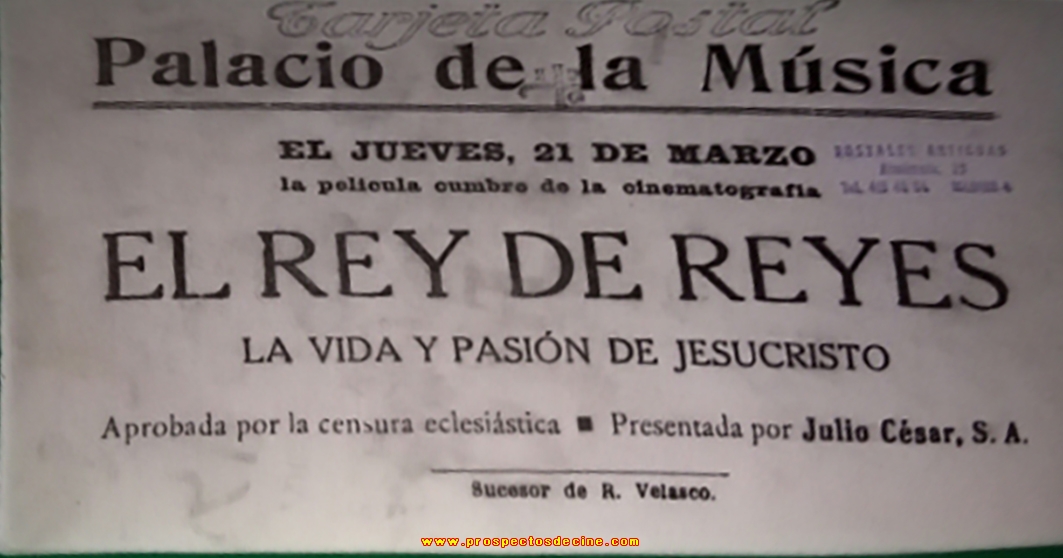 Tarjeta Postal
Palacio de la Música
EL JUEVES, 21 DE MARZO
la película cumbre de la cinematografía
POSTALES ANTIGUAS
EL REY DE REYES
LA VIDA Y PASIÓN DE JESUCRISTO
Aprobada por la censura eclesiástica ■ Presentada por Julio César, S. A.
Sucesor de R. Velasco.
www.prospectosdecine.com